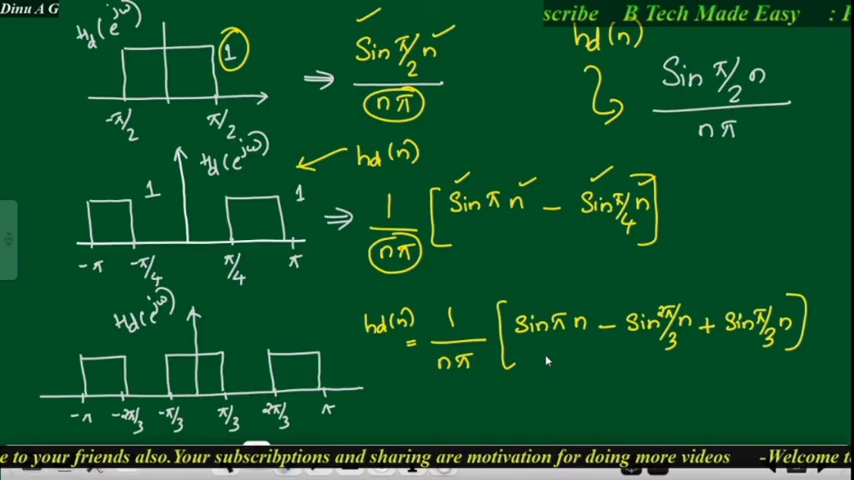 Dinu A G
scribe B Tech Made Easy : P
Hd(e^jω)
1
-π/2 π/2
⇒ Sin π/2 n / nπ
hd(n)
Sin π/2 n / nπ
Hd(e^jω)
hd(n)
1 1
-π -π/4 π/4 π
⇒ 1/nπ [Sin π n - Sin π/4 n]
Hd(e^jω)
-π -2π/3 -π/3 π/3 2π/3 π
hd(n) = 1/nπ [sin π n - sin 2π/3 n + sin π/3 n]
e to your friends also.Your subscribptions and sharing are motivation for doing more videos -Welcome to